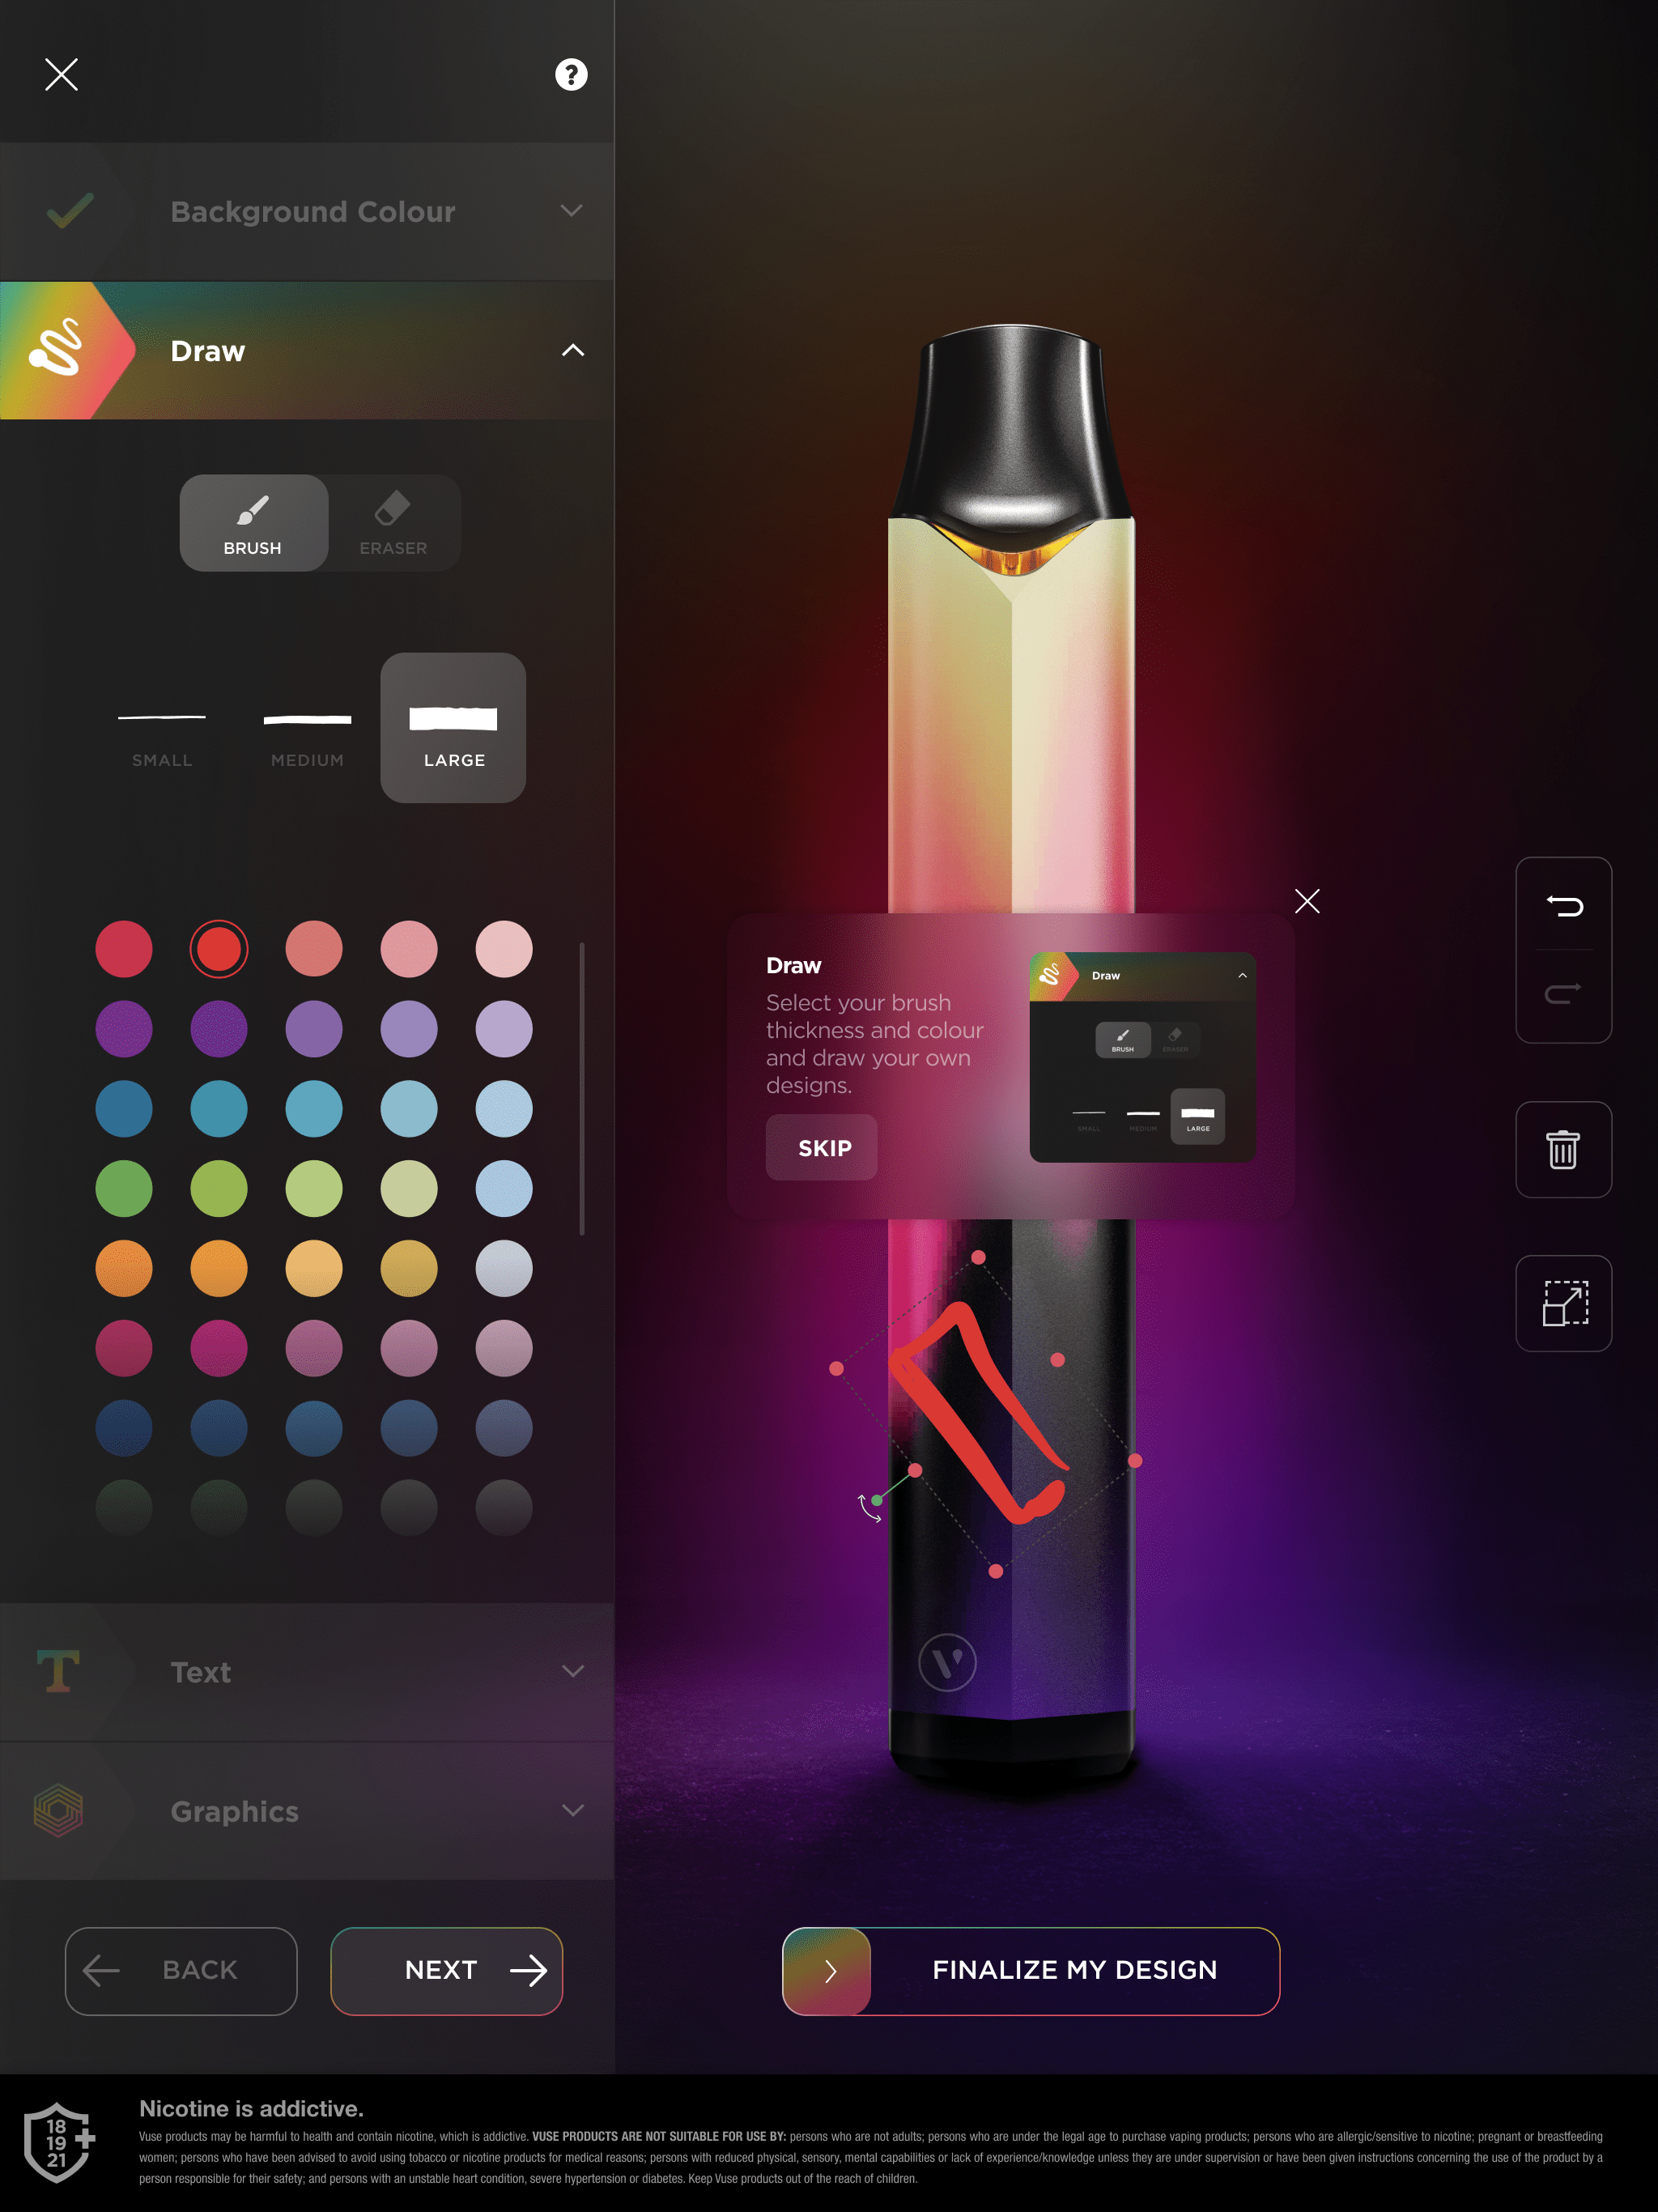 Background Colour
Draw
BRUSH
ERASER
SMALL
MEDIUM
LARGE
Draw
Select your brush
thickness and colour
and draw your own
designs.
SKIP
Draw
BRUSH
ERASER
SMALL
MEDIUM
LARGE
Text
Graphics
BACK
NEXT
FINALIZE MY DESIGN
18
19
21
Nicotine is addictive.
Vuse products may be harmful to health and contain nicotine, which is addictive. VUSE PRODUCTS ARE NOT SUITABLE FOR USE BY: persons who are not adults; persons who are under the legal age to purchase vaping products; persons who are allergic/sensitive to nicotine; pregnant or breastfeeding
women; persons who have been advised to avoid using tobacco or nicotine products for medical reasons; persons with reduced physical, sensory, mental capabilities or lack of experience/knowledge unless they are under supervision or have been given instructions concerning the use of the product by a
person responsible for their safety; and persons with an unstable heart condition, severe hypertension or diabetes. Keep Vuse products out of the reach of children.